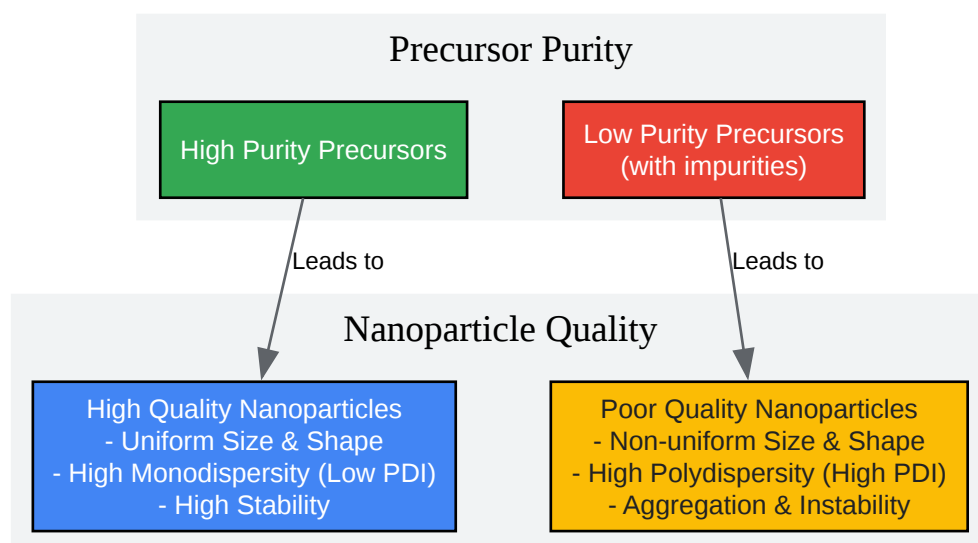 Precursor Purity
High Purity Precursors
Low Purity Precursors
(with impurities)
Leads to
Leads to
Nanoparticle Quality
High Quality Nanoparticles
- Uniform Size & Shape
- High Monodispersity (Low PDI)
- High Stability
Poor Quality Nanoparticles
- Non-uniform Size & Shape
- High Polydispersity (High PDI)
- Aggregation & Instability